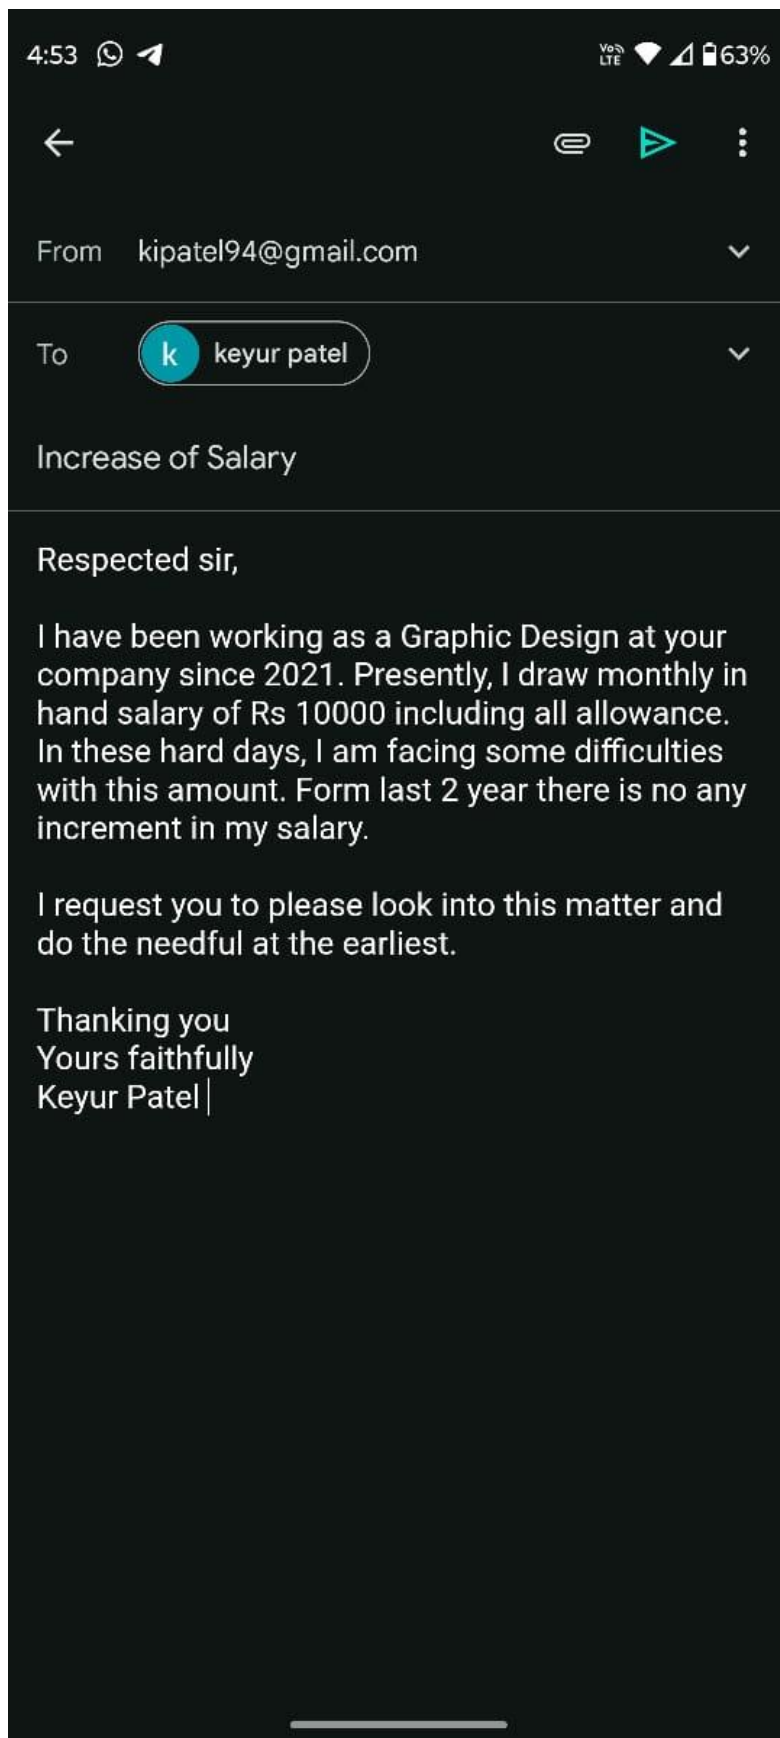 4:53 VoLTE 63%
From kipatel94@gmail.com
To k keyur patel
Increase of Salary
Respected sir,
I have been working as a Graphic Design at your
company since 2021. Presently, I draw monthly in
hand salary of Rs 10000 including all allowance.
In these hard days, I am facing some difficulties
with this amount. Form last 2 year there is no any
increment in my salary.
I request you to please look into this matter and
do the needful at the earliest.
Thanking you
Yours faithfully
Keyur Patel